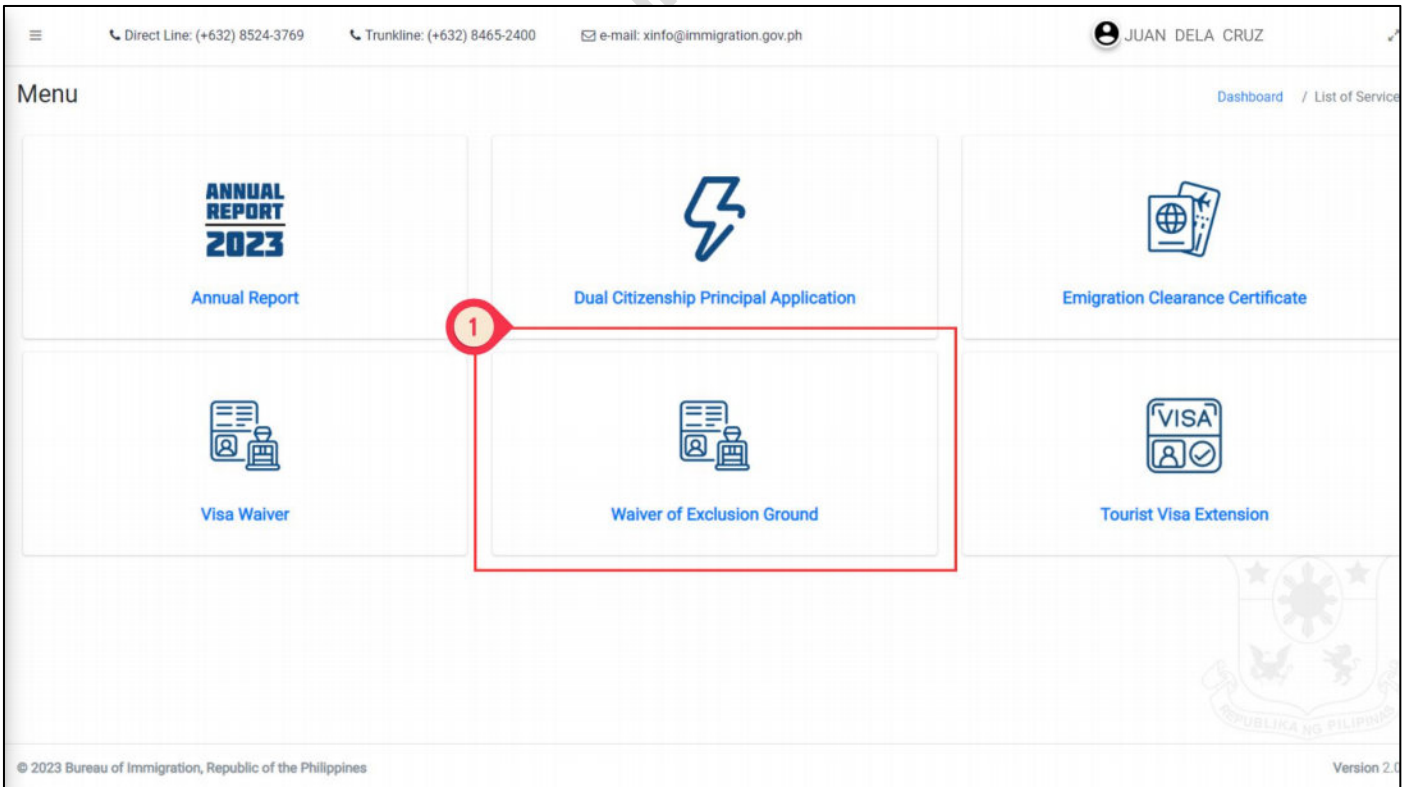 Direct Line: (+632) 8524-3769 Trunkline: (+632) 8465-2400 e-mail: xinfo@immigration.gov.ph JUAN DELA CRUZ
Menu Dashboard / List of Service
ANNUAL
REPORT
2023
Annual Report Dual Citizenship Principal Application Emigration Clearance Certificate
1
VISA
Visa Waiver Waiver of Exclusion Ground Tourist Visa Extension
REPUBLIKA NG PILIPINAS
© 2023 Bureau of Immigration, Republic of the Philippines Version 2.0